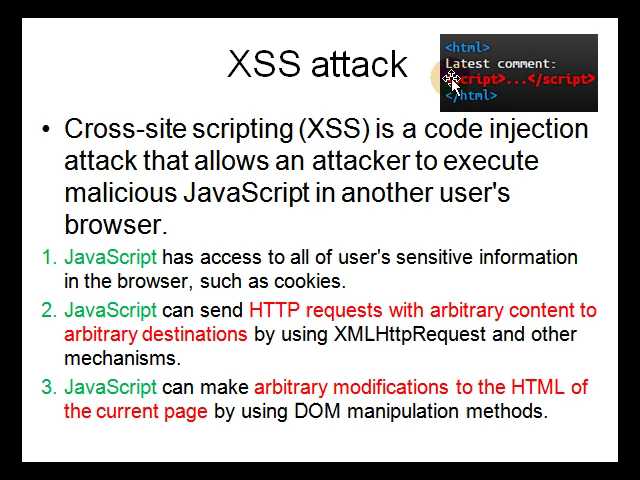 XSS attack
<html>
Latest comment:
script>...</script>
</html>
• Cross-site scripting (XSS) is a code injection
attack that allows an attacker to execute
malicious JavaScript in another user's
browser.
1. JavaScript has access to all of user's sensitive information
in the browser, such as cookies.
2. JavaScript can send HTTP requests with arbitrary content to
arbitrary destinations by using XMLHttpRequest and other
mechanisms.
3. JavaScript can make arbitrary modifications to the HTML of
the current page by using DOM manipulation methods.